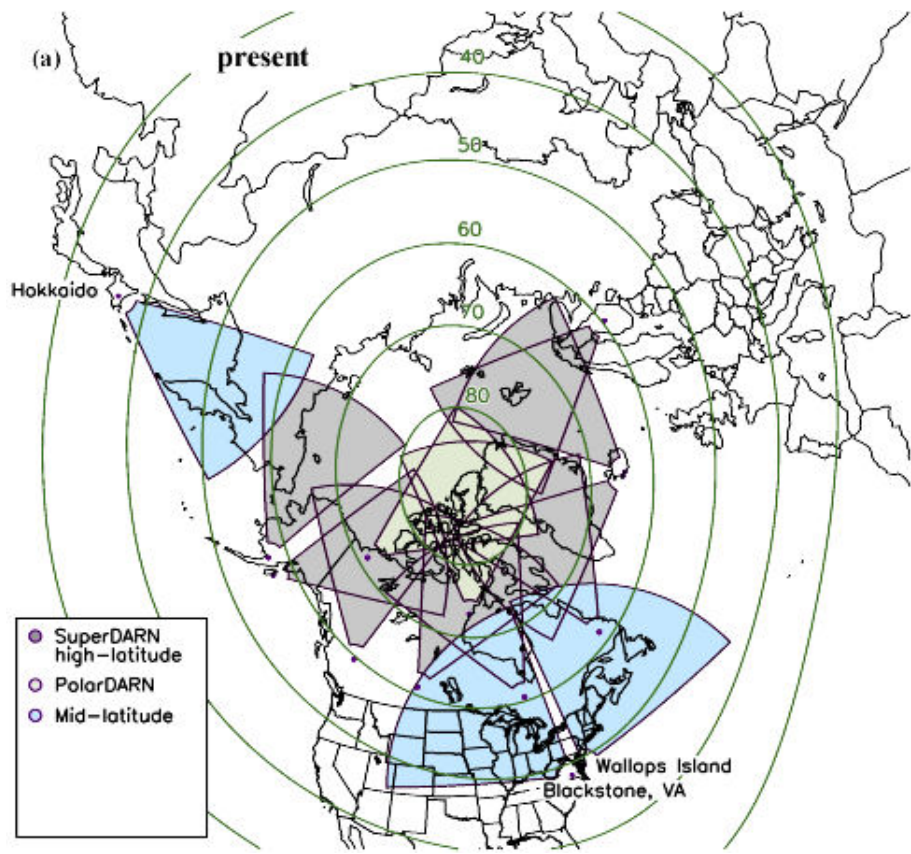 (a)
present
40
50
60
70
80
Hokkaido
SuperDARN
high-latitude
PolarDARN
Mid-latitude
Wallops Island
Blackstone, VA